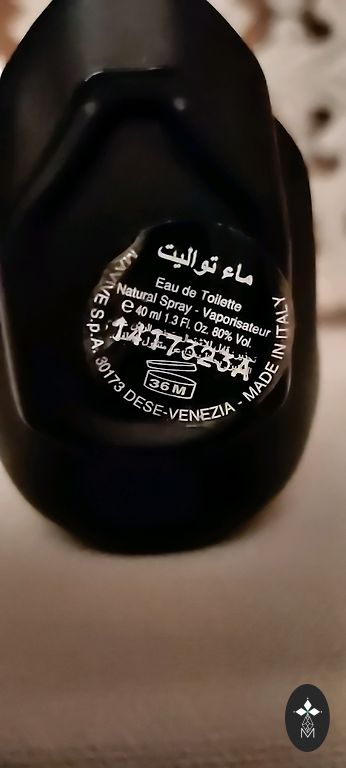 ماء تواليت
Eau de Toilette
Natural Spray - Vaporisateur
e 40 ml 1.3 Fl. Oz. 80% Vol.
36 M
S.p.A. 30173 DESE-VENEZIA - MADE IN ITALY
M